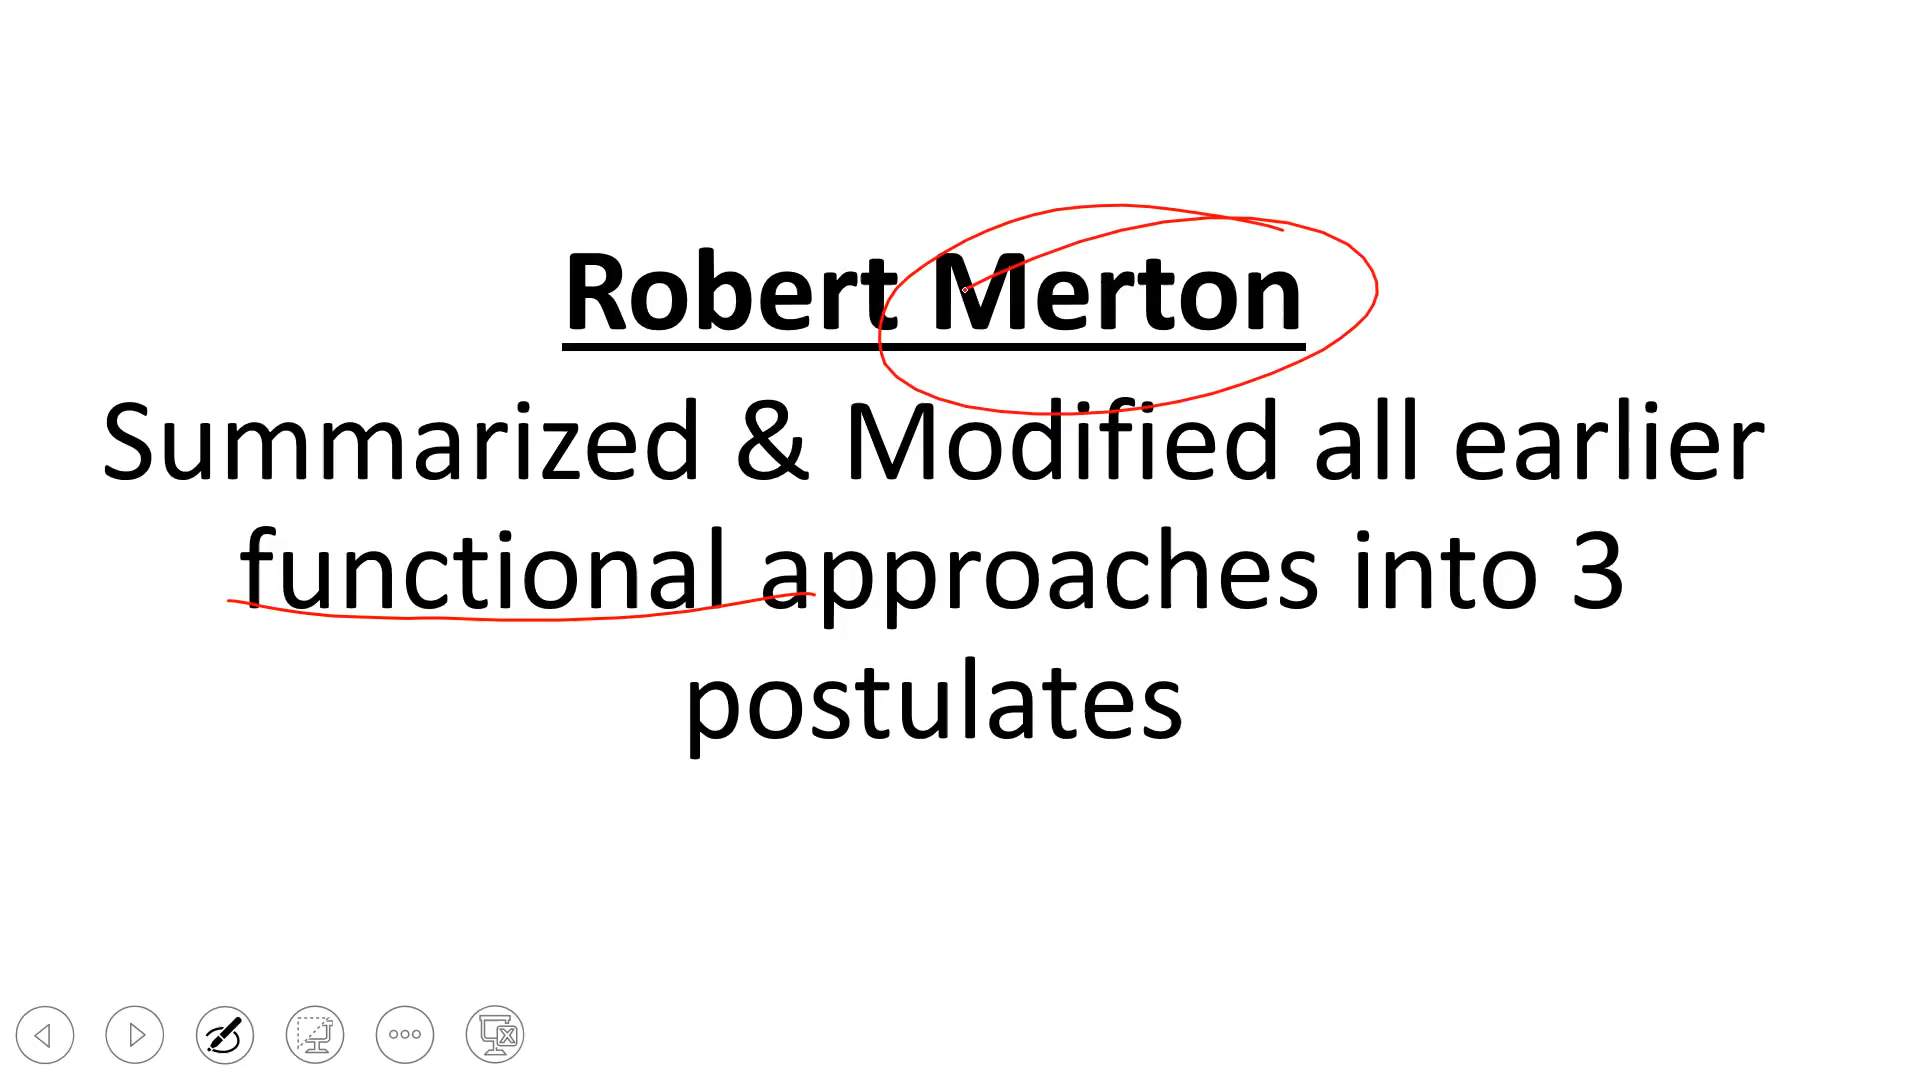 Robert Merton
Summarized & Modified all earlier
functional approaches into 3
postulates